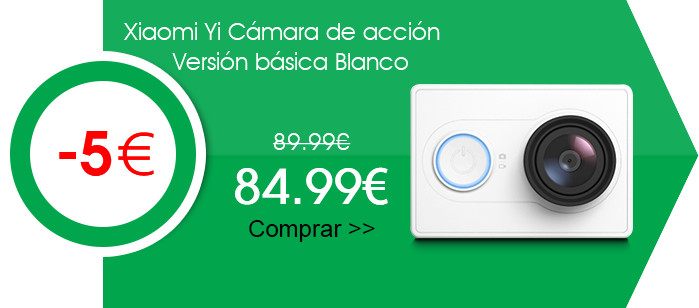 Xiaomi Yi Cámara de acción
Versión básica Blanco
-5€
89.99€
84.99€
Comprar >>